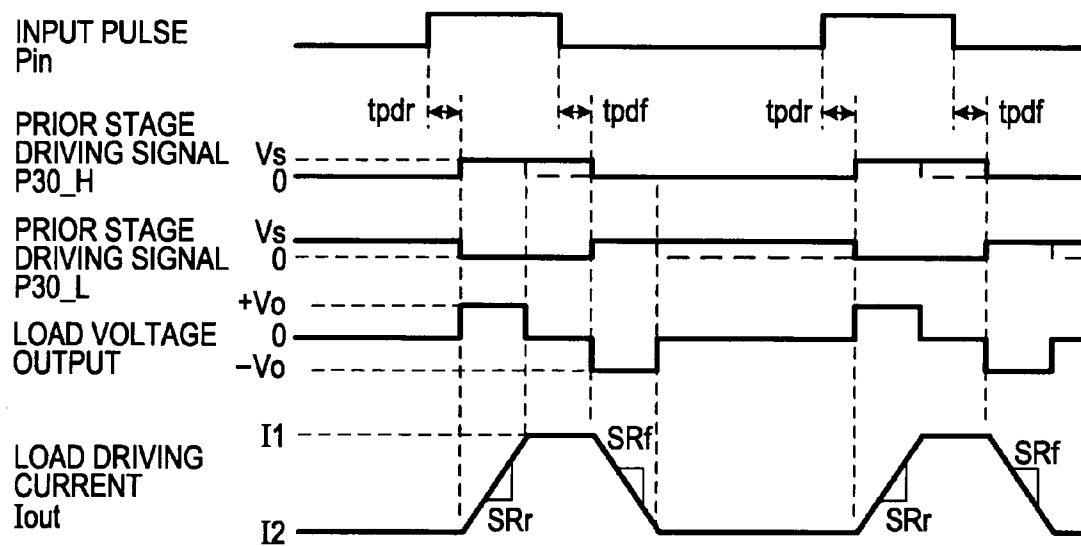 INPUT PULSE
Pin
tpdr
tpdf
tpdr
tpdf
PRIOR STAGE
DRIVING SIGNAL
P30_H
Vs
0
PRIOR STAGE
DRIVING SIGNAL
P30_L
Vs
0
LOAD VOLTAGE
OUTPUT
+Vo
0
−Vo
LOAD DRIVING
CURRENT
Iout
I1
I2
SRr
SRf
SRr
SRf